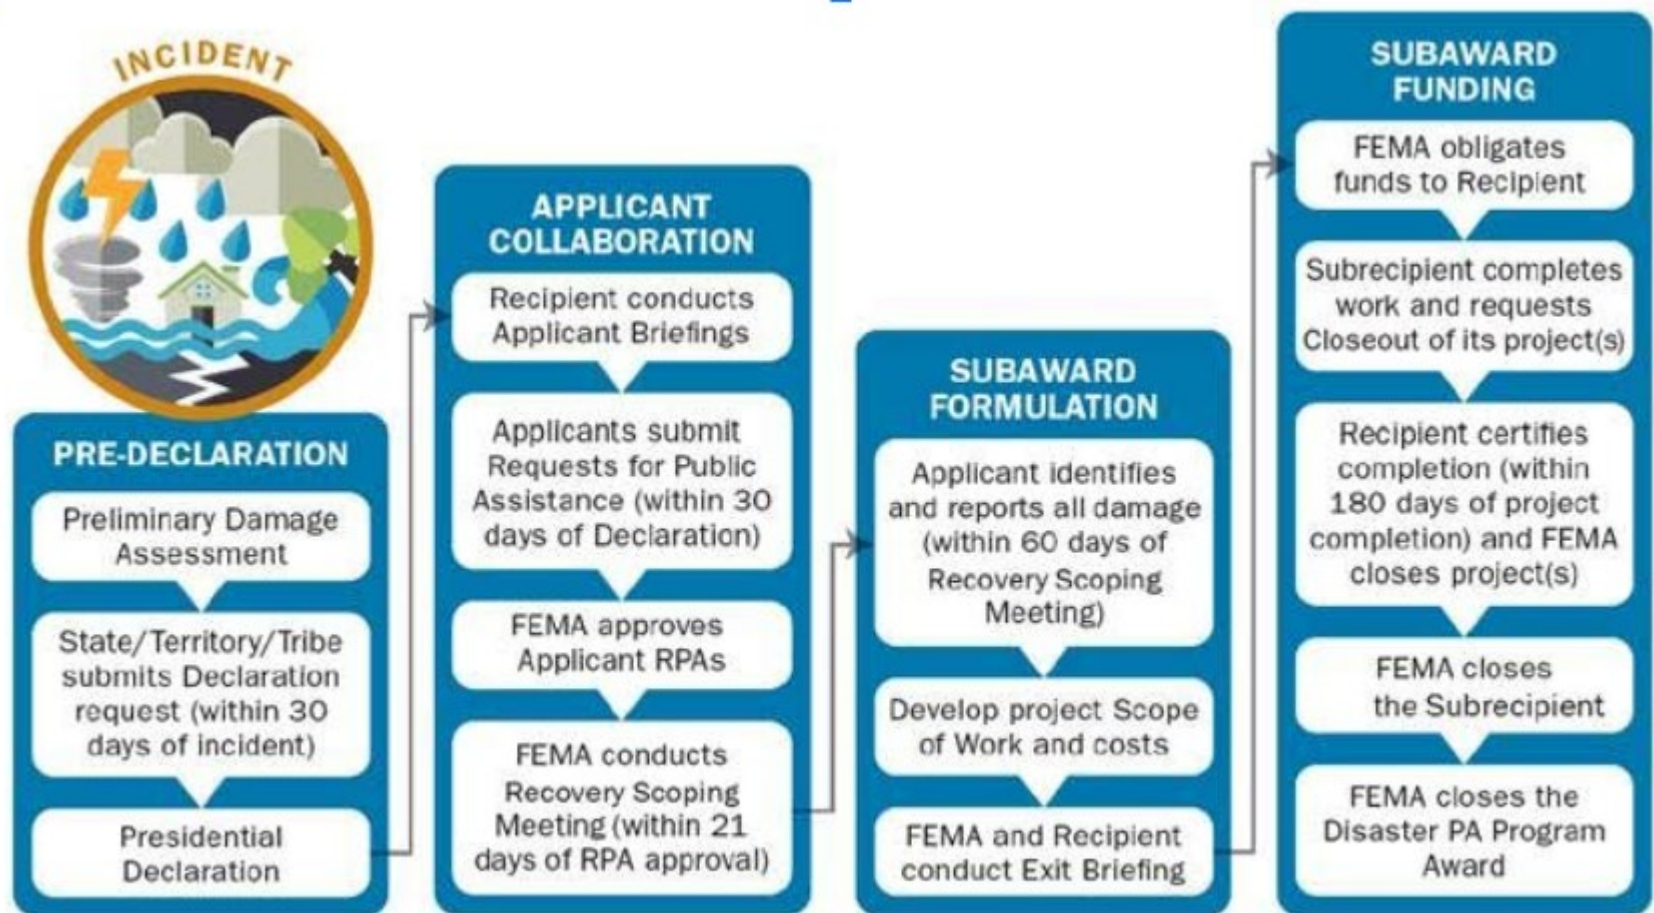 INCIDENT
PRE-DECLARATION
Preliminary Damage
Assessment
State/Territory/Tribe
submits Declaration
request (within 30
days of incident)
Presidential
Declaration
APPLICANT
COLLABORATION
Recipient conducts
Applicant Briefings
Applicants submit
Requests for Public
Assistance (within 30
days of Declaration)
FEMA approves
Applicant RPAs
FEMA conducts
Recovery Scoping
Meeting (within 21
days of RPA approval)
SUBAWARD
FORMULATION
Applicant identifies
and reports all damage
(within 60 days of
Recovery Scoping
Meeting)
Develop project Scope
of Work and costs
FEMA and Recipient
conduct Exit Briefing
SUBAWARD
FUNDING
FEMA obligates
funds to Recipient
Subrecipient completes
work and requests
Closeout of its project(s)
Recipient certifies
completion (within
180 days of project
completion) and FEMA
closes project(s)
FEMA closes
the Subrecipient
FEMA closes the
Disaster PA Program
Award